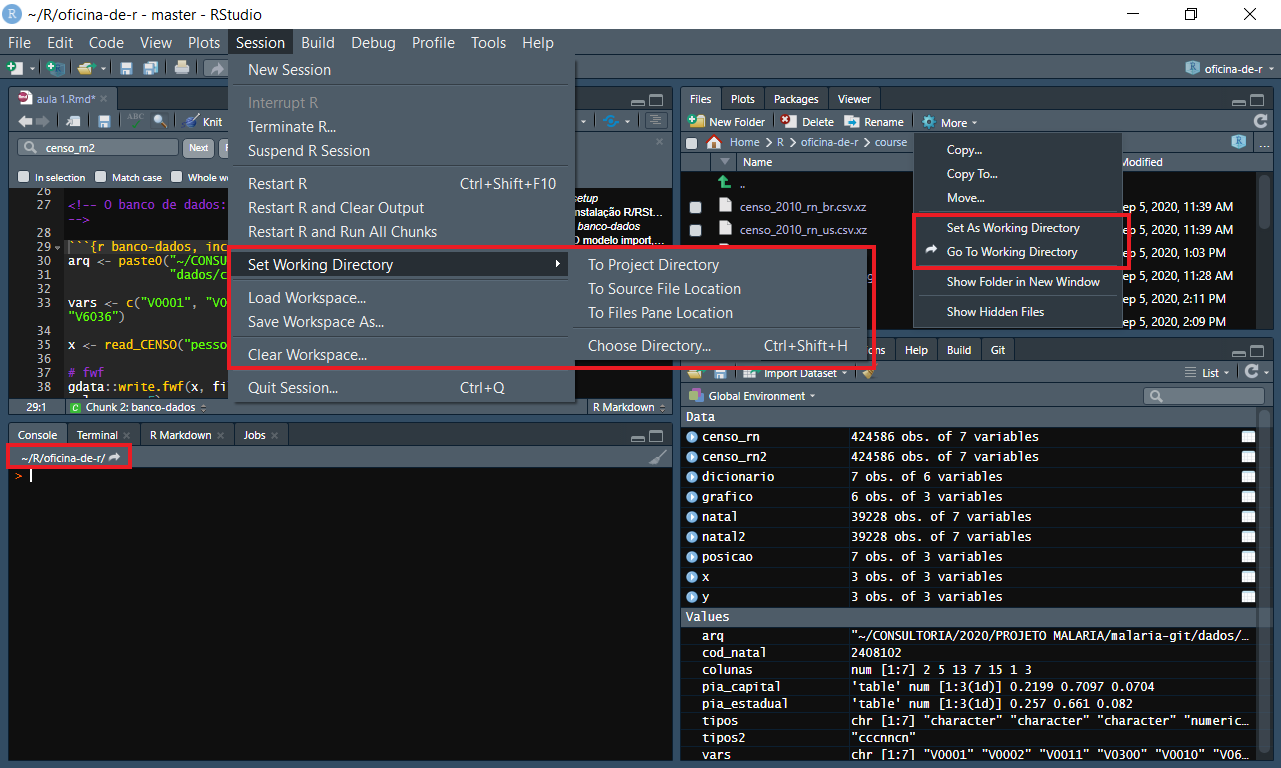 ~/R/oficina-de-r - master - RStudio
File Edit Code View Plots Session Build Debug Profile Tools Help
oficina-de-r
aula 1.Rmd*
ABC
Knit
censo_m2
Next
In selection
Match case
Whole w
26
27 <!-- O banco de dados:
-->
28
29 ```{r banco-dados, inc
30 arq <- paste0("~/CONSU
31 "dados/c
32
33 vars <- c("V0001", "V0
"V6036")
34
35 x <- read_CENSO("pesso
36
37 # fwf
38 gdata::write.fwf(x, fi
29:1
Chunk 2: banco-dados
R Markdown
setup
nstalação R/RSt...
banco-dados
O modelo import,...
New Session
Interrupt R
Terminate R...
Suspend R Session
Restart R Ctrl+Shift+F10
Restart R and Clear Output
Restart R and Run All Chunks
Set Working Directory
Load Workspace...
Save Workspace As...
Clear Workspace...
Quit Session... Ctrl+Q
To Project Directory
To Source File Location
To Files Pane Location
Choose Directory... Ctrl+Shift+H
Console Terminal R Markdown Jobs
~/R/oficina-de-r/
>
Files Plots Packages Viewer
New Folder Delete Rename More
Home R oficina-de-r course
...
Name Modified
..
censo_2010_rn_br.csv.xz ep 5, 2020, 11:39 AM
censo_2010_rn_us.csv.xz ep 5, 2020, 11:39 AM
ep 5, 2020, 1:03 PM
ep 5, 2020, 11:28 AM
ep 5, 2020, 2:11 PM
ep 5, 2020, 2:09 PM
Copy...
Copy To...
Move...
Set As Working Directory
Go To Working Directory
Show Folder in New Window
Show Hidden Files
ons Help Build Git
Import Dataset List
Global Environment
Data
censo_rn 424586 obs. of 7 variables
censo_rn2 424586 obs. of 7 variables
dicionario 7 obs. of 6 variables
grafico 6 obs. of 3 variables
natal 39228 obs. of 7 variables
natal2 39228 obs. of 7 variables
posicao 7 obs. of 3 variables
x 3 obs. of 3 variables
y 3 obs. of 3 variables
Values
arq "~/CONSULTORIA/2020/PROJETO MALARIA/malaria-git/dados/...
cod_natal 2408102
colunas num [1:7] 2 5 13 7 15 1 3
pia_capital 'table' num [1:3(1d)] 0.2199 0.7097 0.0704
pia_estadual 'table' num [1:3(1d)] 0.257 0.661 0.082
tipos chr [1:7] "character" "character" "character" "numeric...
tipos2 "cccnncn"
vars chr [1:7] "V0001" "V0002" "V0011" "V0300" "V0010" "V06...